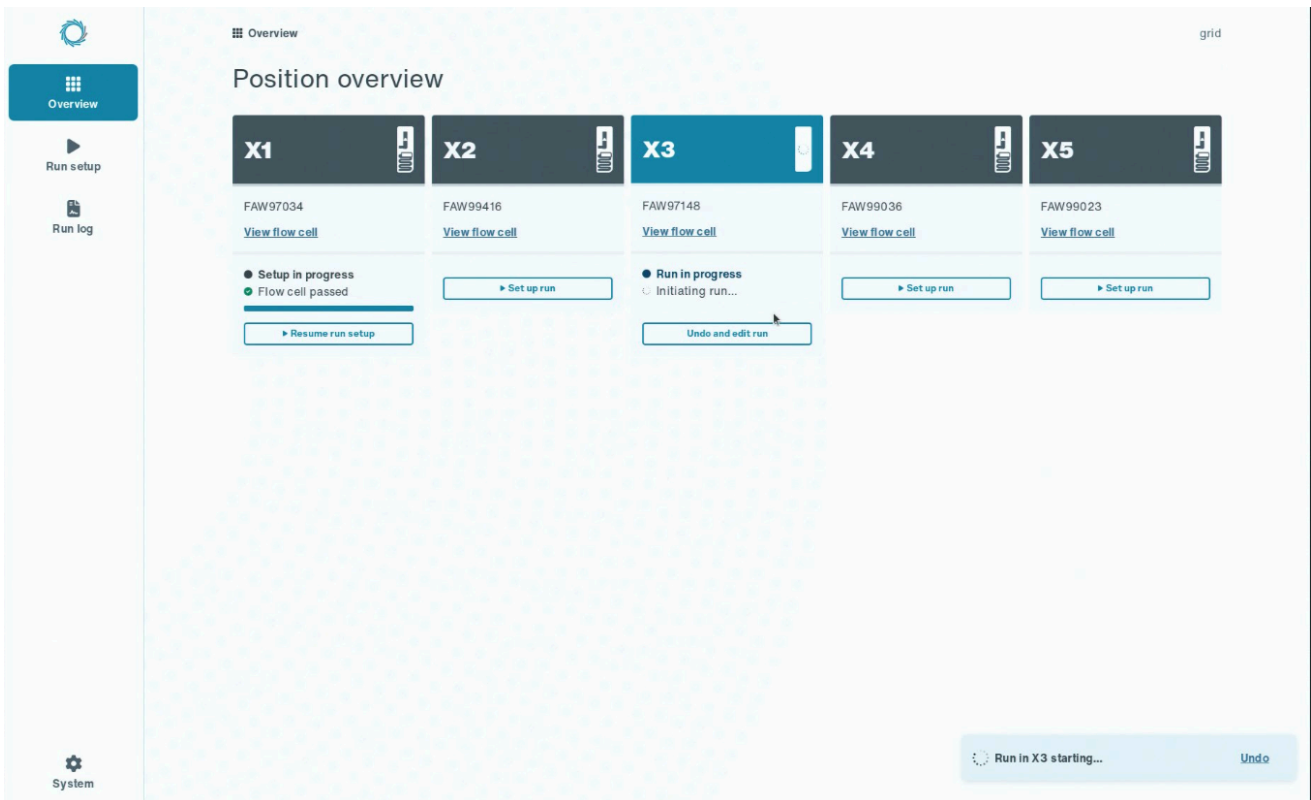 Overview
grid
Position overview
Overview
Run setup
Run log
System
X1
FAW97034
View flow cell
Setup in progress
Flow cell passed
Resume run setup
X2
FAW99416
View flow cell
Set up run
X3
FAW97148
View flow cell
Run in progress
Initiating run...
Undo and edit run
X4
FAW99036
View flow cell
Set up run
X5
FAW99023
View flow cell
Set up run
Run in X3 starting...
Undo